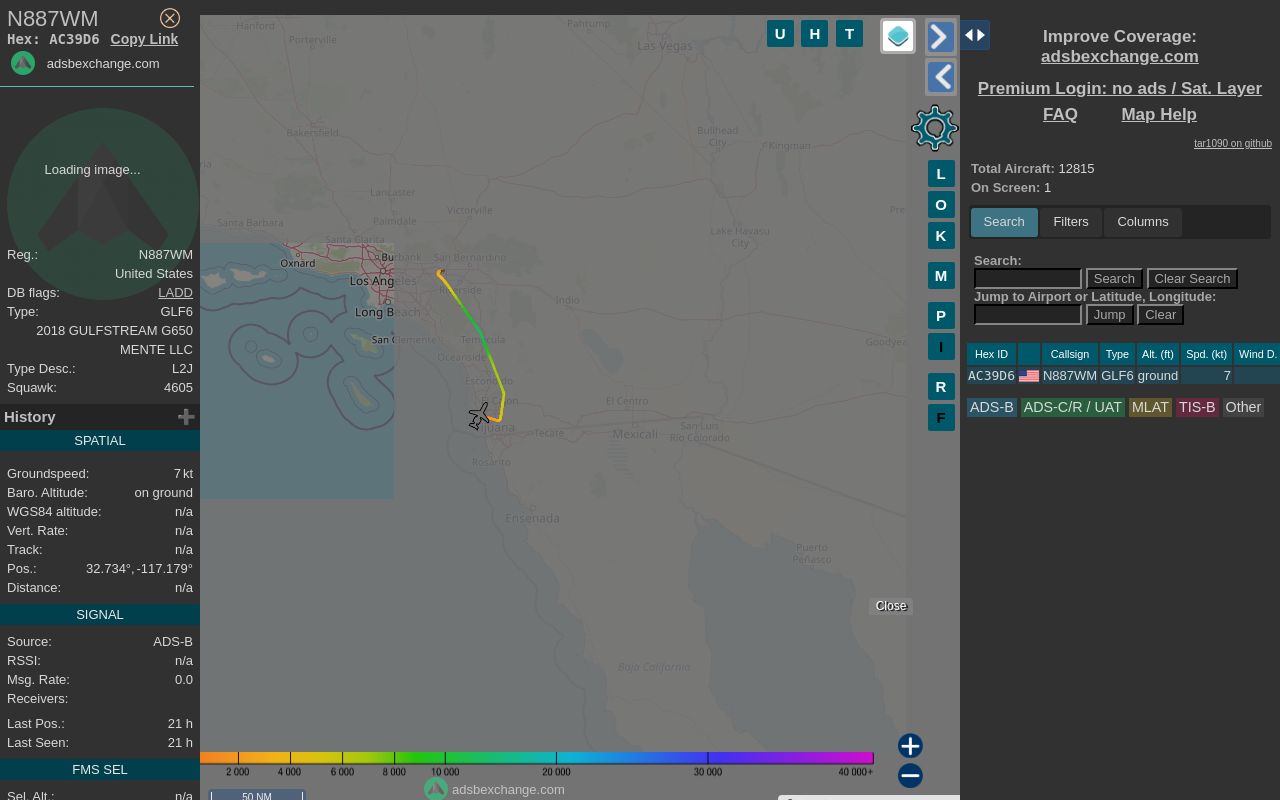 N887WM
Hex: AC39D6 Copy Link
adsbexchange.com
Loading image...
Reg.: N887WM
United States
DB flags: LADD
Type: GLF6
2018 GULFSTREAM G650
MENTE LLC
Type Desc.: L2J
Squawk: 4605
History
SPATIAL
Groundspeed: 7 kt
Baro. Altitude: on ground
WGS84 altitude: n/a
Vert. Rate: n/a
Track: n/a
Pos.: 32.734°, -117.179°
Distance: n/a
SIGNAL
Source: ADS-B
RSSI: n/a
Msg. Rate: 0.0
Receivers:
Last Pos.: 21 h
Last Seen: 21 h
FMS SEL
Sel. Alt.: n/a
U H T
Hanford
Porterville
Pahrump
Las Vegas
Bakersfield
Bullhead
City
Kingman
Lancaster
Palmdale
Victorville
Santa Barbara
Santa Clarita
Lake Havasu
City
Oxnard
Burbank
San Bernardino
Los Angeles
Riverside
Indio
Long Beach
San Clemente
Temecula
Oceanside
Goodyea
Escondido
El Cajon
El Centro
Tijuana
Tecate
Mexicali
San Luis
Río Colorado
Rosarito
Ensenada
Puerto
Peñasco
Baja California
L
O
K
M
P
I
R
F
Close
2 000 4 000 6 000 8 000 10 000 20 000 30 000 40 000+
adsbexchange.com
50 NM
Improve Coverage:
adsbexchange.com
Premium Login: no ads / Sat. Layer
FAQ Map Help
tar1090 on github
Total Aircraft: 12815
On Screen: 1
Search Filters Columns
Search:
Search Clear Search
Jump to Airport or Latitude, Longitude:
Jump Clear
Hex ID Callsign Type Alt. (ft) Spd. (kt) Wind D.
AC39D6 N887WM GLF6 ground 7
ADS-B ADS-C/R / UAT MLAT TIS-B Other